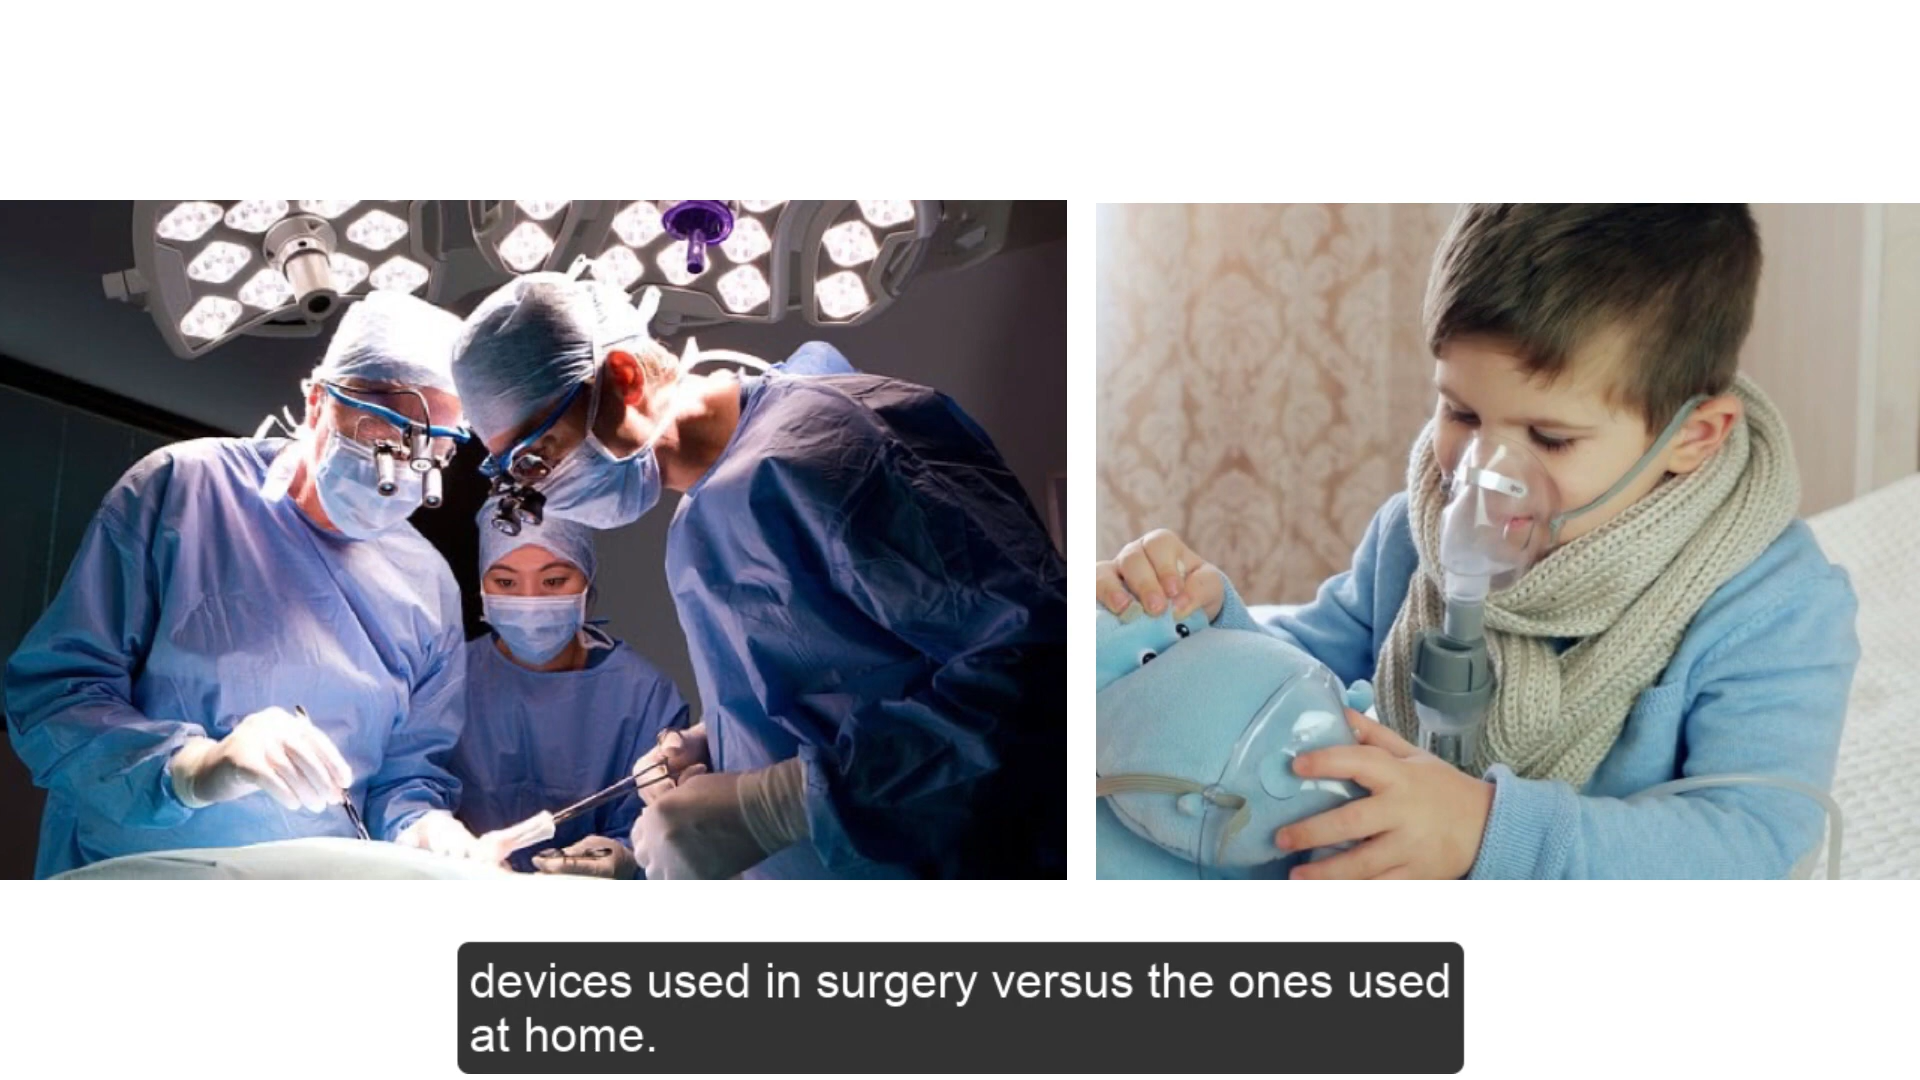 devices used in surgery versus the ones used
at home.